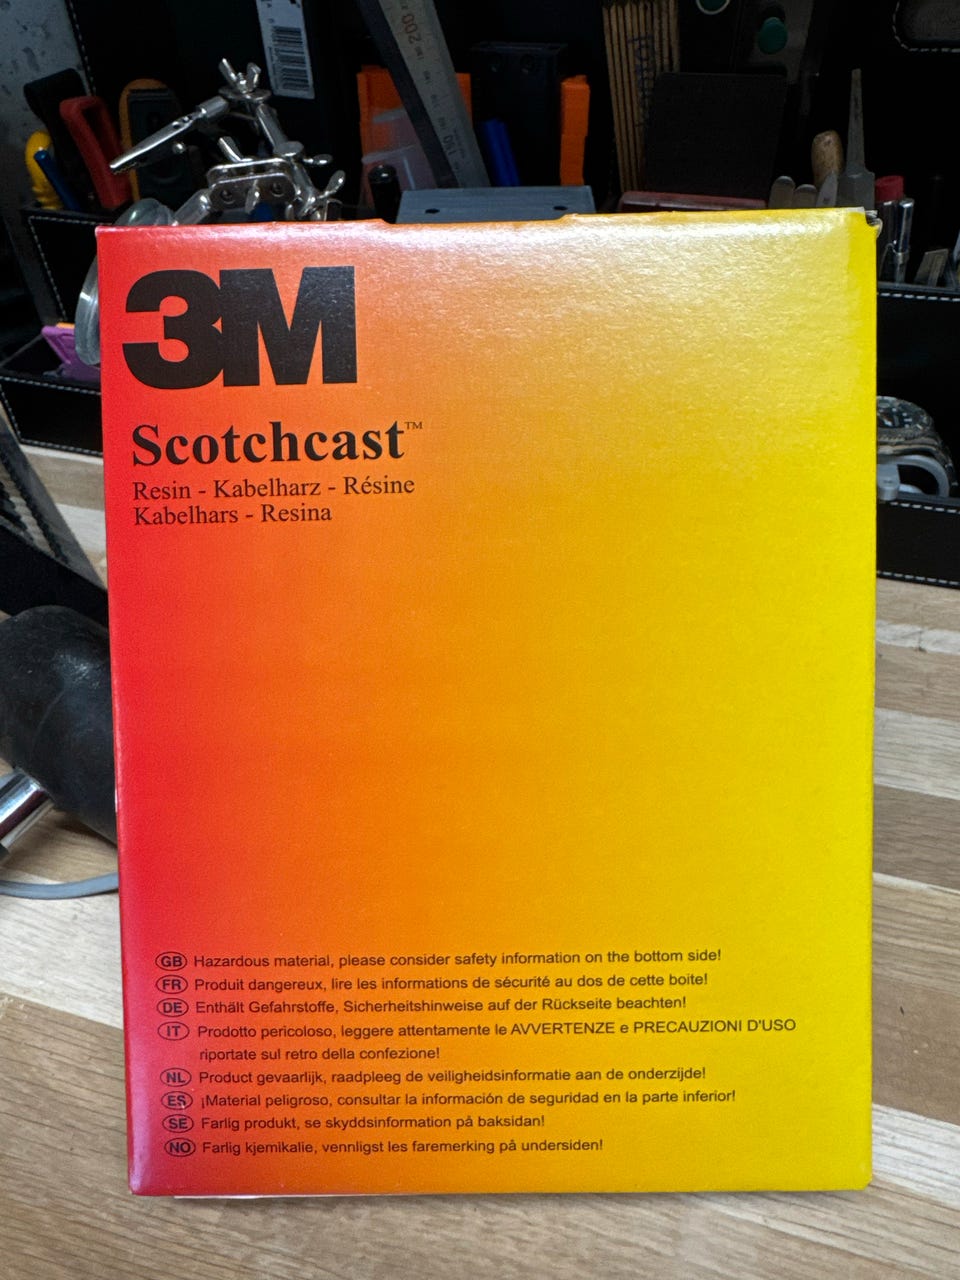 3M
Scotchcast™
Resin - Kabelharz - Résine
Kabelhars - Resina
GB Hazardous material, please consider safety information on the bottom side!
FR Produit dangereux, lire les informations de sécurité au dos de cette boite!
DE Enthält Gefahrstoffe, Sicherheitshinweise auf der Rückseite beachten!
IT Prodotto pericoloso, leggere attentamente le AVVERTENZE e PRECAUZIONI D'USO
riportate sul retro della confezione!
NL Product gevaarlijk, raadpleeg de veiligheidsinformatie aan de onderzijde!
ES ¡Material peligroso, consultar la información de seguridad en la parte inferior!
SE Farlig produkt, se skyddsinformation på baksidan!
NO Farlig kjemikalie, vennligst les faremerking på undersiden!
200